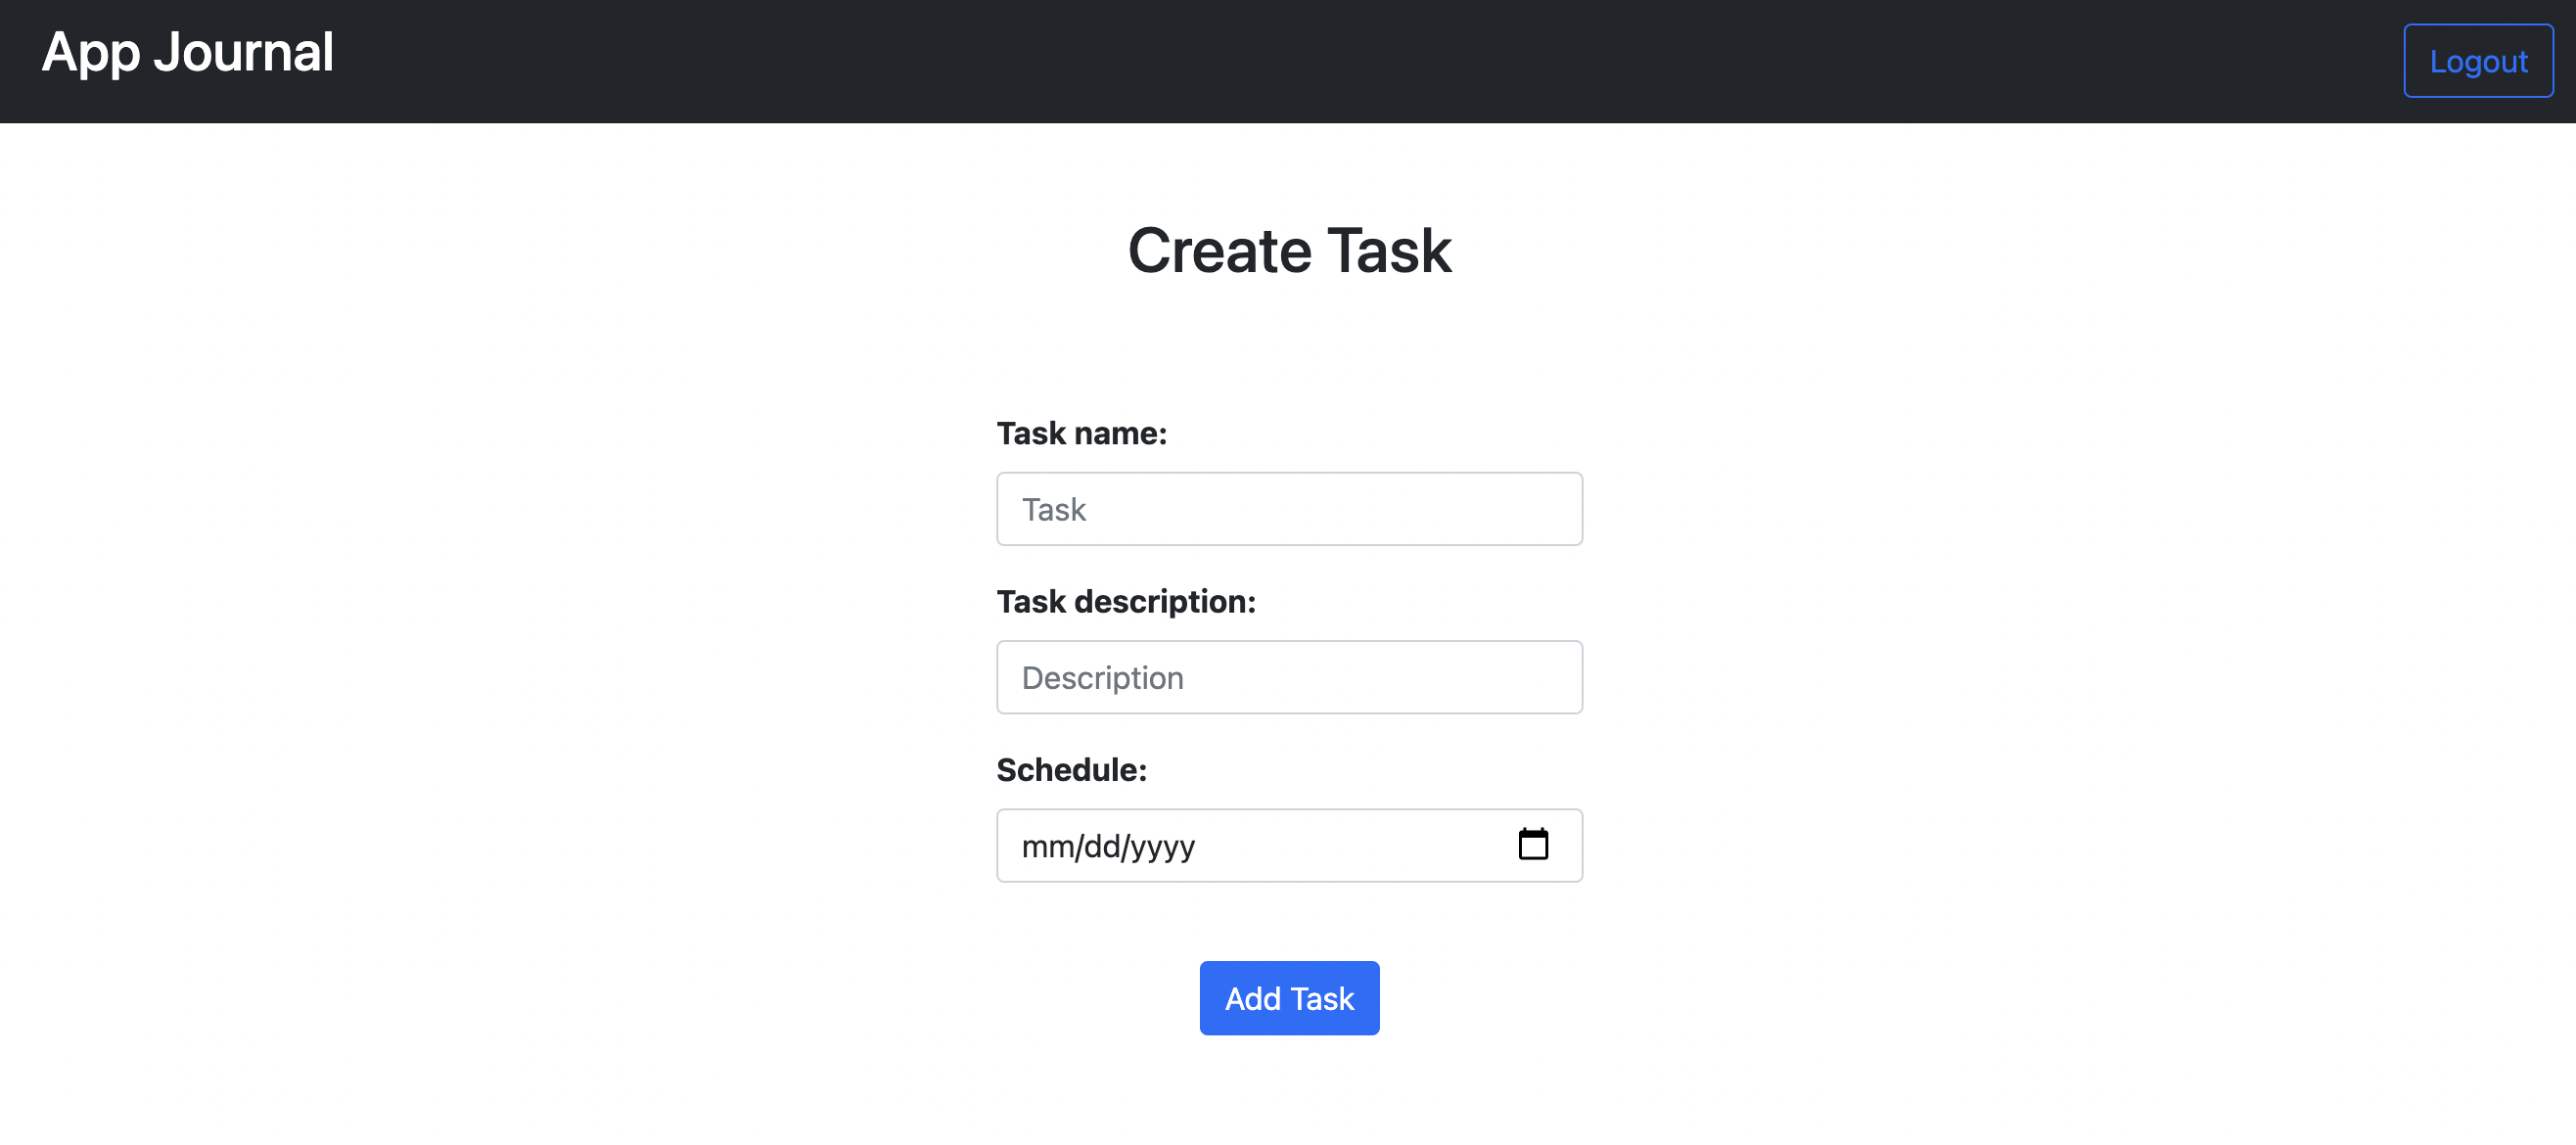 App Journal
Logout
Create Task
Task name:
Task
Task description:
Description
Schedule:
mm/dd/yyyy
Add Task